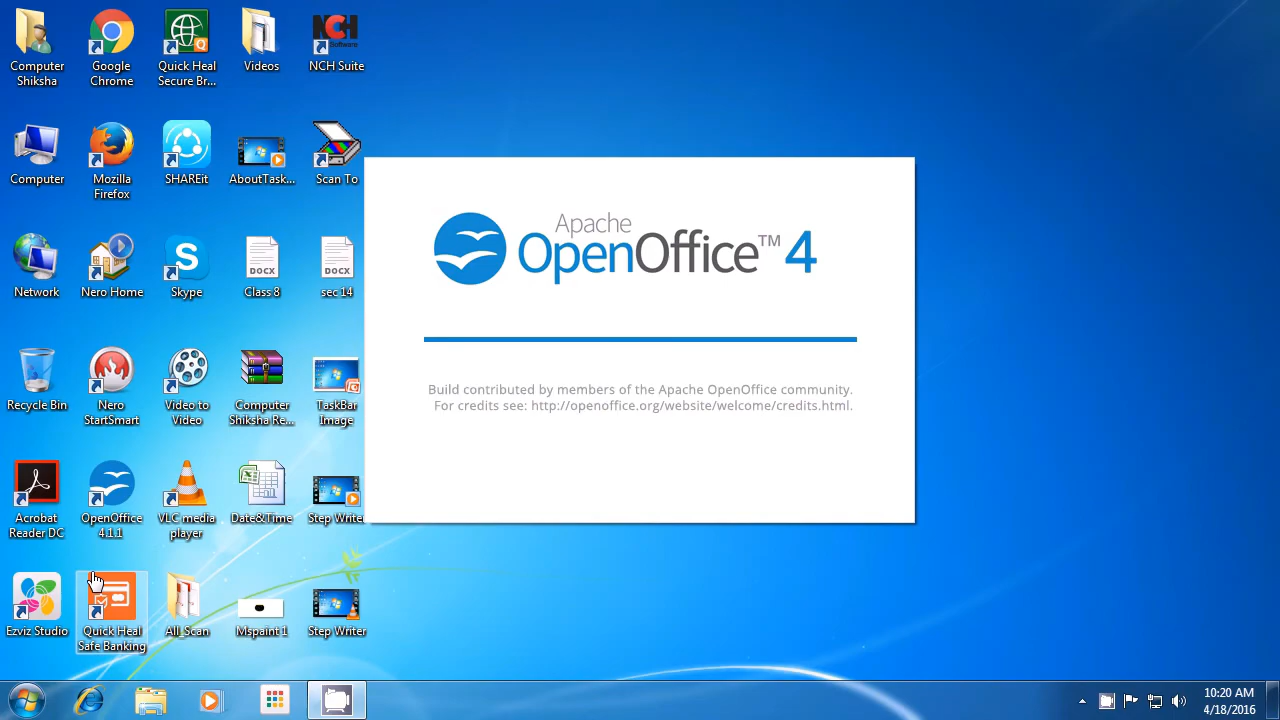 Computer
Shiksha
Google
Chrome
Quick Heal
Secure Br...
Videos
NCH
Software
NCH Suite
Computer
Mozilla
Firefox
SHAREit
AboutTask...
Scan To
Network
Nero Home
S
Skype
DOCX
Class 8
DOCX
sec 14
Recycle Bin
Nero
StartSmart
Video to
Video
Computer
Shiksha Re...
TaskBar
Image
Acrobat
Reader DC
OpenOffice
4.1.1
VLC media
player
Date&Time
Step Writer
Ezviz Studio
Quick Heal
Safe Banking
All_Scan
Mspaint 1
Step Writer
Apache
OpenOffice™ 4
Build contributed by members of the Apache OpenOffice community.
For credits see: http://openoffice.org/website/welcome/credits.html.
10:20 AM
4/18/2016